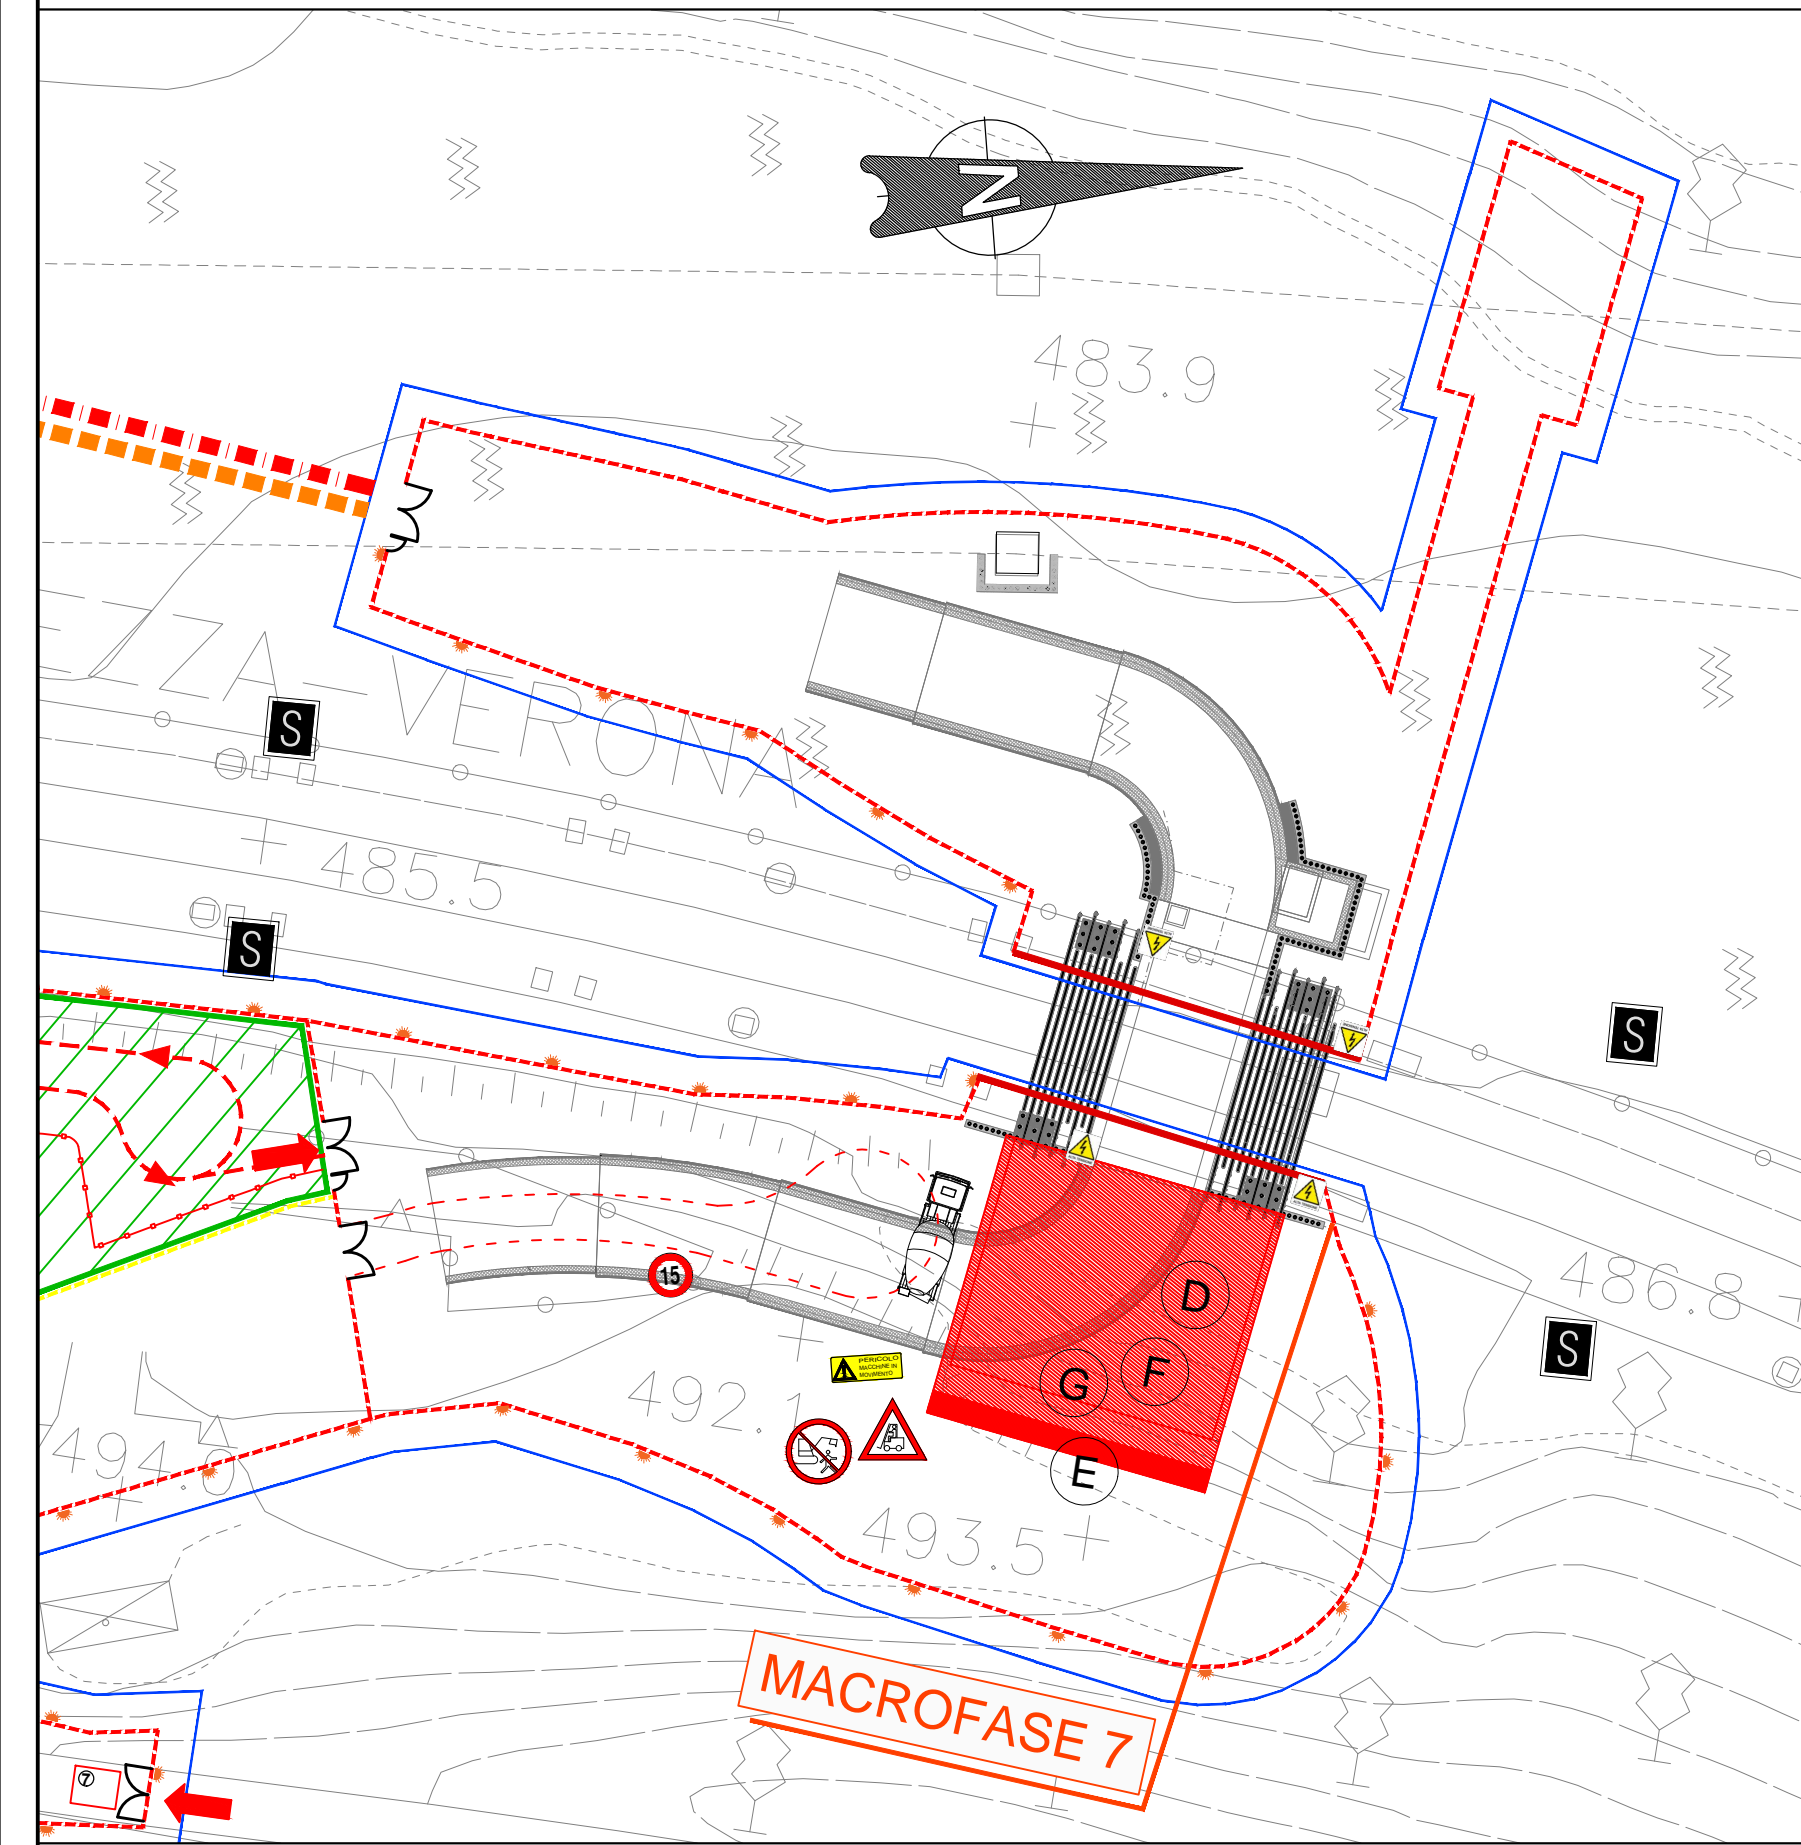 N
483.9
ZA-VERONA
S
485.5
S
S
486.8
S
15
PERICOLO
MACCHINE IN
MOVIMENTO
D
F
G
E
492.1
494.0
493.5
MACROFASE 7
7